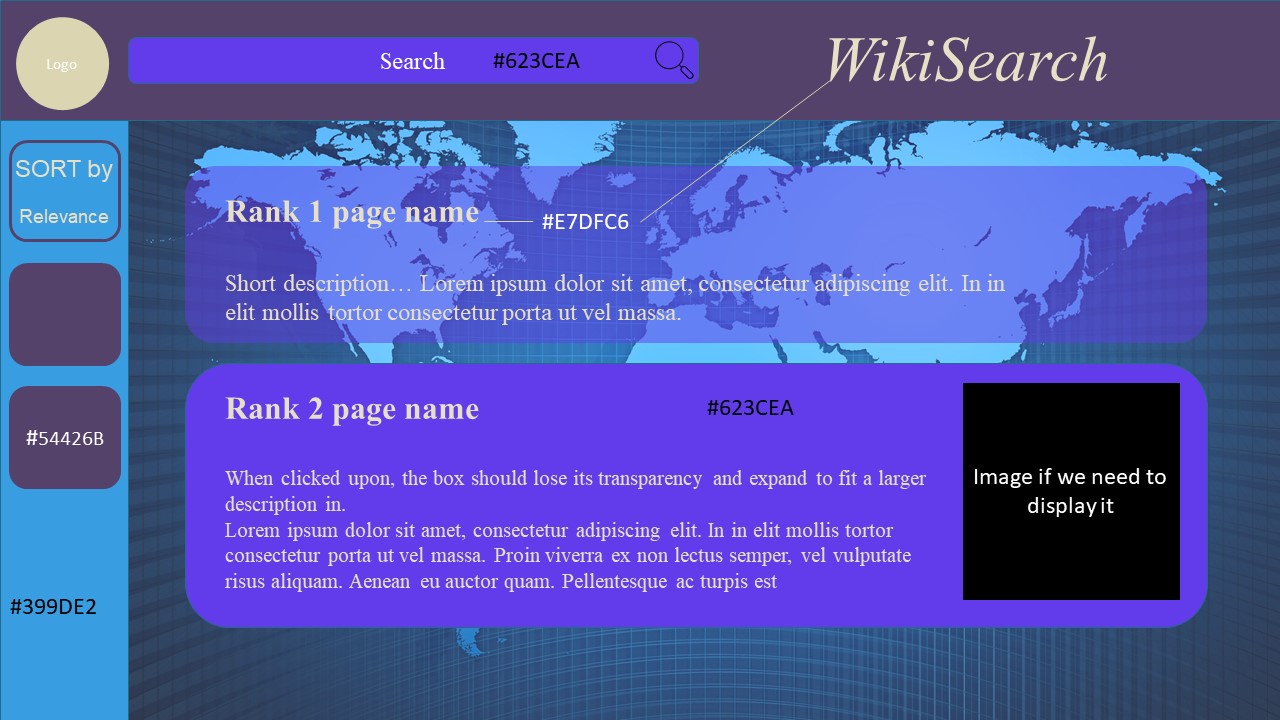 Logo
Search #623CEA
WikiSearch
SORT by
Relevance
#54426B
#399DE2
Rank 1 page name
#E7DFC6
Short description… Lorem ipsum dolor sit amet, consectetur adipiscing elit. In in
elit mollis tortor consectetur porta ut vel massa.
Rank 2 page name
#623CEA
When clicked upon, the box should lose its transparency and expand to fit a larger
description in.
Lorem ipsum dolor sit amet, consectetur adipiscing elit. In in elit mollis tortor
consectetur porta ut vel massa. Proin viverra ex non lectus semper, vel vulputate
risus aliquam. Aenean eu auctor quam. Pellentesque ac turpis est
Image if we need to
display it